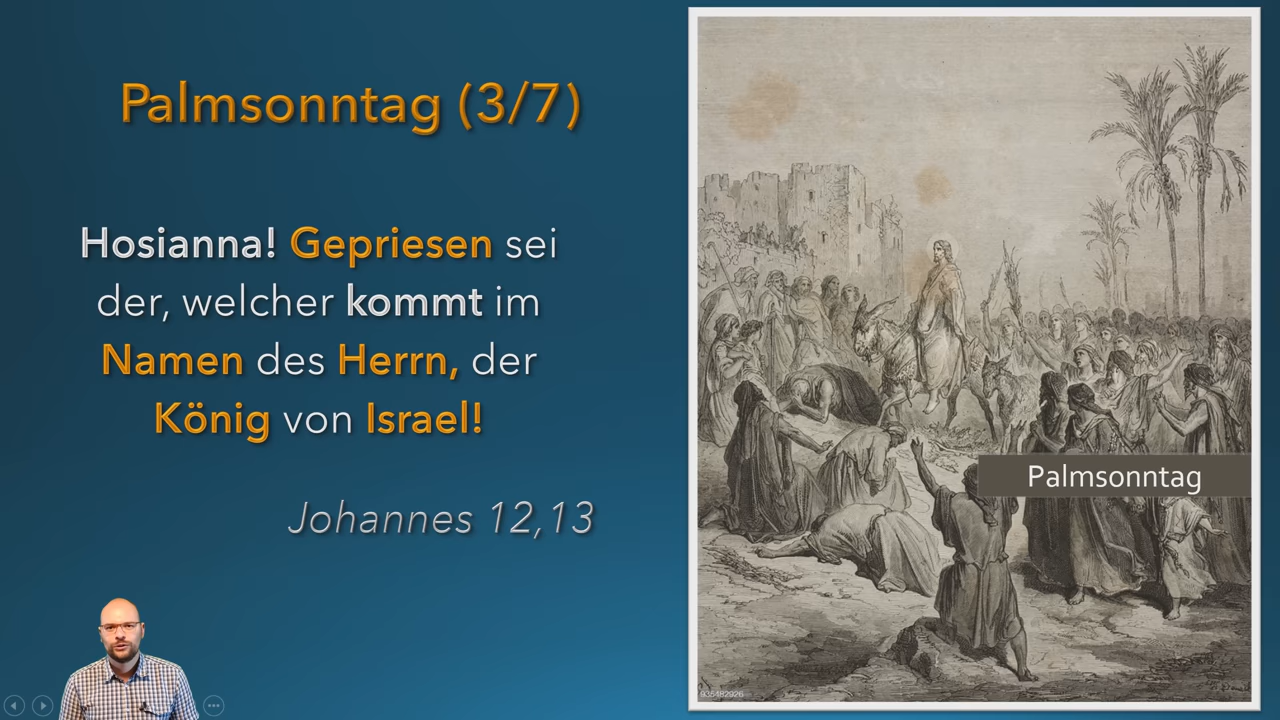 Palmsonntag (3/7)
Hosianna! Gepriesen sei
der, welcher kommt im
Namen des Herrn, der
König von Israel!
Johannes 12,13
Palmsonntag
935482926